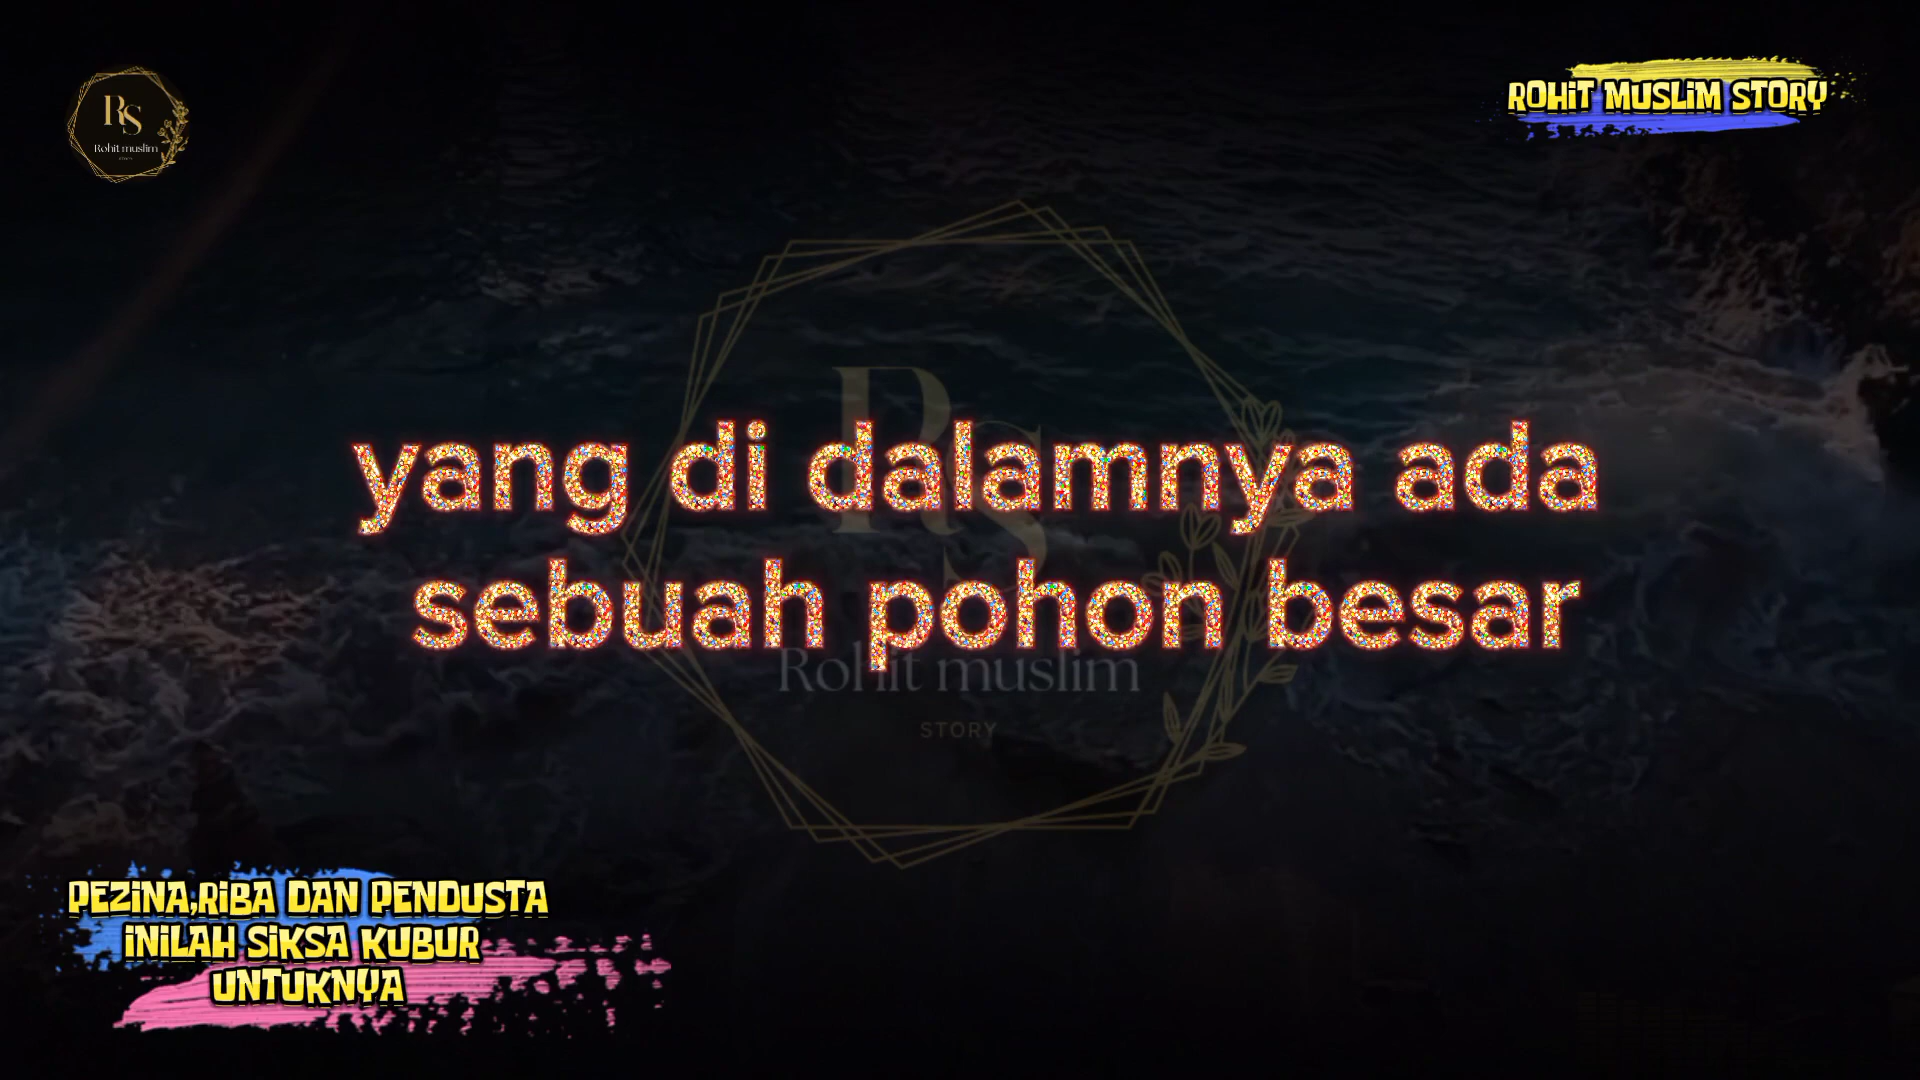 RS
Rohit muslim
ROHIT MUSLIM STORY
yang di dalamnya ada
sebuah pohon besar
RS
Rohit muslim
STORY
PEZINA,RIBA DAN PENDUSTA
INILAH SIKSA KUBUR
UNTUKNYA